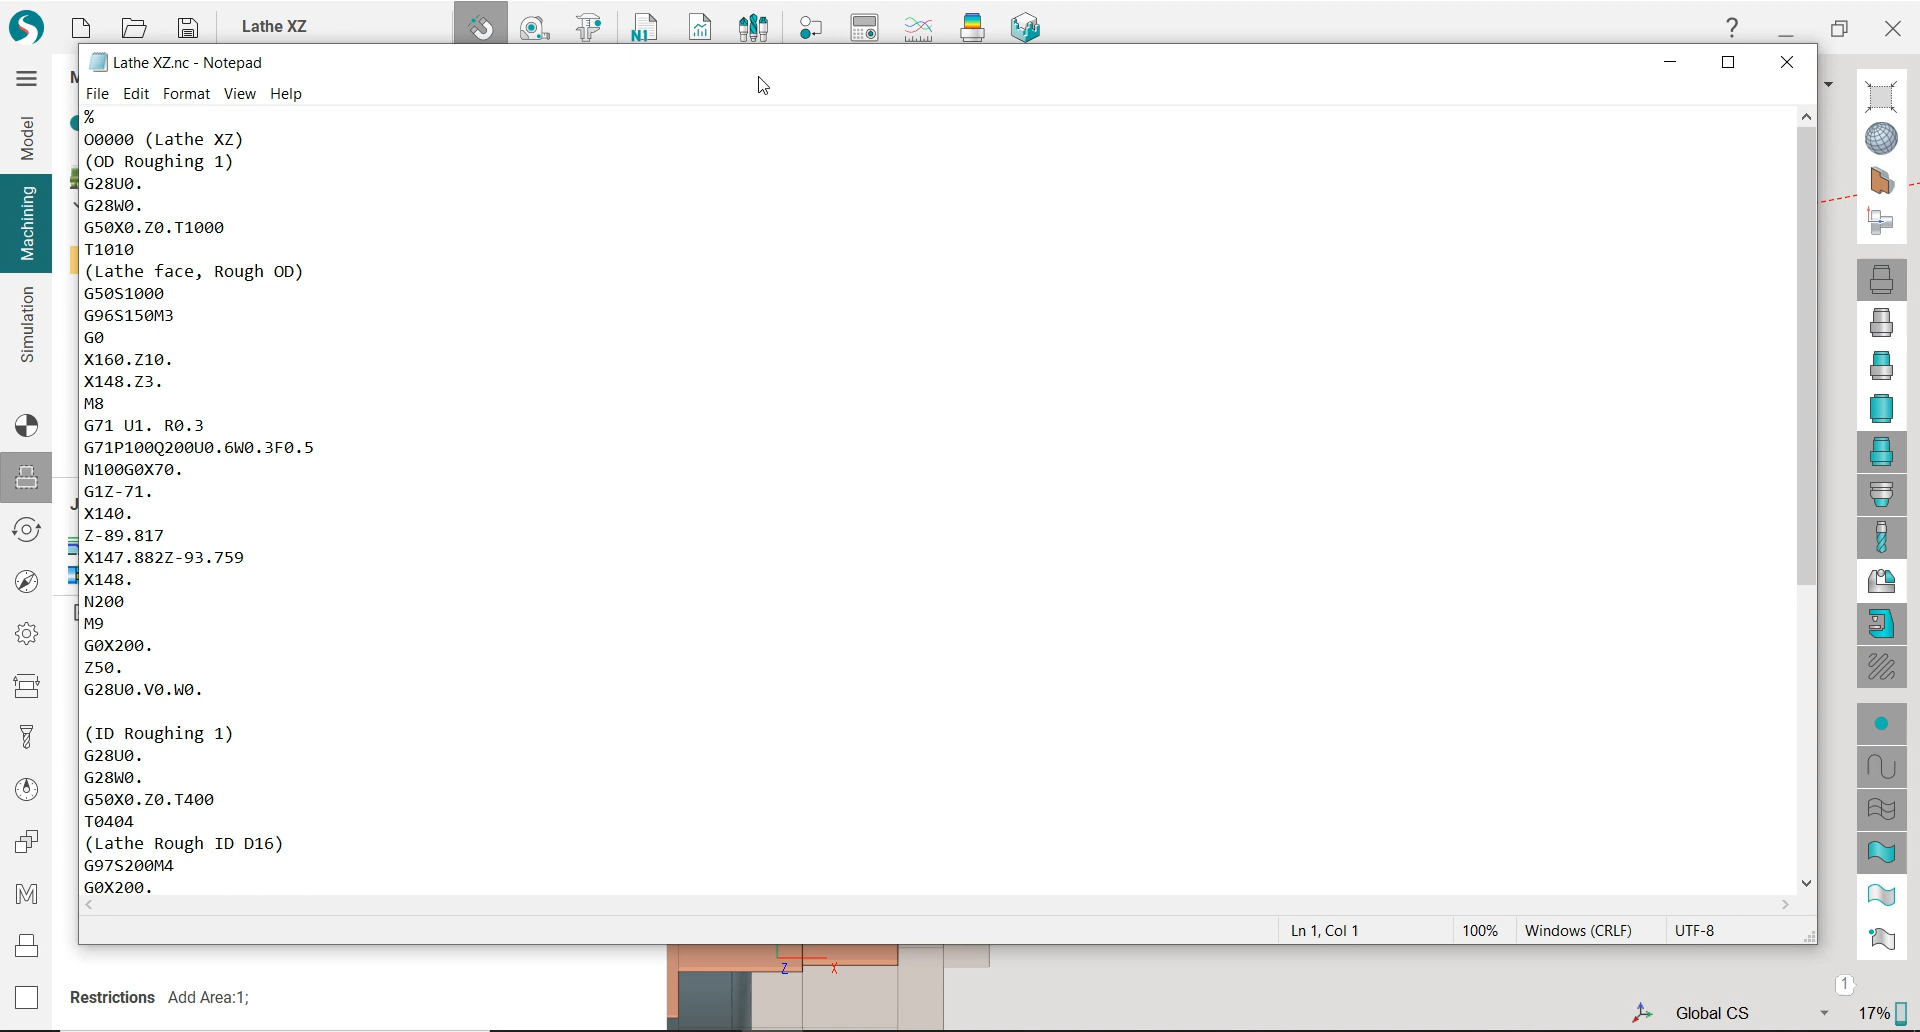 Lathe XZ
N1
?
Lathe XZ.nc - Notepad
File Edit Format View Help
Model
Machining
Simulation
%
O0000 (Lathe XZ)
(OD Roughing 1)
G28U0.
G28W0.
G50X0.Z0.T1000
T1010
(Lathe face, Rough OD)
G50S1000
G96S150M3
G0
X160.Z10.
X148.Z3.
M8
G71 U1. R0.3
G71P100Q200U0.6W0.3F0.5
N100G0X70.
G1Z-71.
X140.
Z-89.817
X147.882Z-93.759
X148.
N200
M9
G0X200.
Z50.
G28U0.V0.W0.
(ID Roughing 1)
G28U0.
G28W0.
G50X0.Z0.T400
T0404
(Lathe Rough ID D16)
G97S200M4
G0X200.
Ln 1, Col 1 100% Windows (CRLF) UTF-8
Z X
Restrictions Add Area:1;
1
Global CS 17%